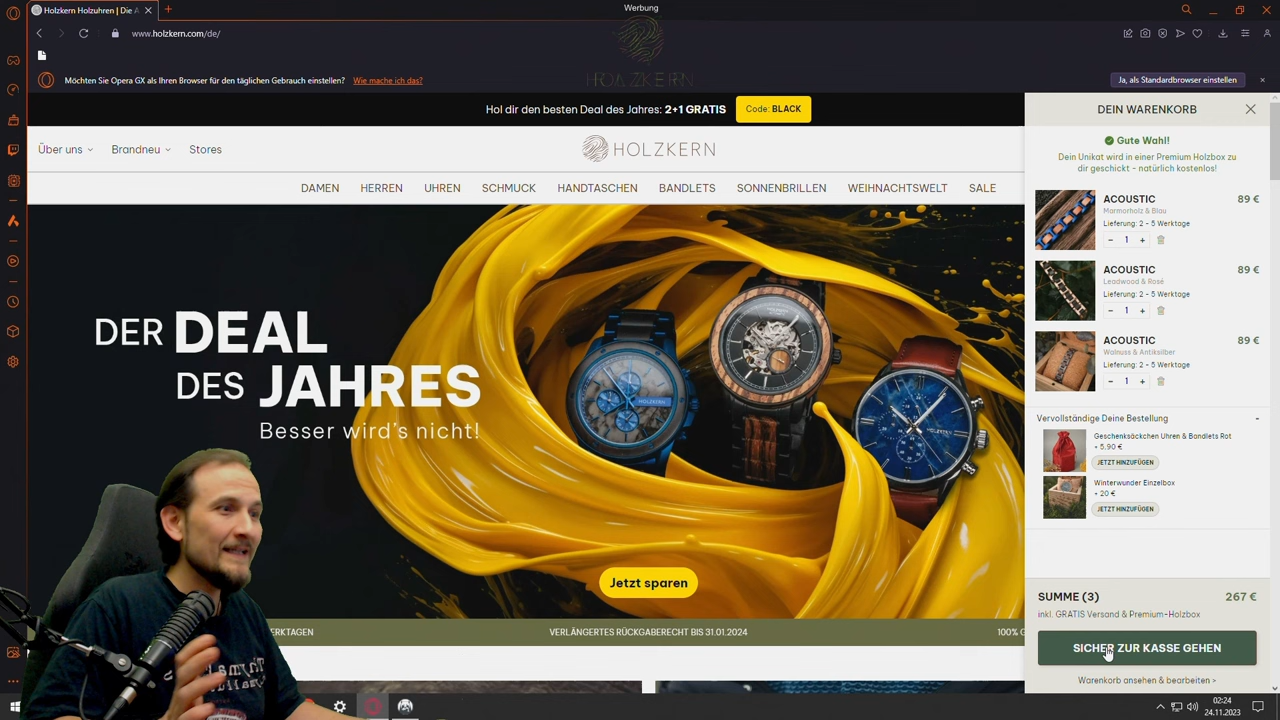 Werbung
Holzkern Holzuhren | Die A
www.holzkern.com/de/
HOLZKERN
Möchten Sie Opera GX als Ihren Browser für den täglichen Gebrauch einstellen?
Wie mache ich das?
Ja, als Standardbrowser einstellen
Hol dir den besten Deal des Jahres: 2+1 GRATIS
Code: BLACK
Über uns
Brandneu
Stores
HOLZKERN
DAMEN
HERREN
UHREN
SCHMUCK
HANDTASCHEN
BANDLETS
SONNENBRILLEN
WEIHNACHTSWELT
SALE
DER DEAL
DES JAHRES
Besser wird's nicht!
HOLZKERN
Jetzt sparen
ERKTAGEN
VERLÄNGERTES RÜCKGABERECHT BIS 31.01.2024
100% G
DEIN WARENKORB
Gute Wahl!
Dein Unikat wird in einer Premium Holzbox zu
dir geschickt - natürlich kostenlos!
ACOUSTIC
89 €
Marmorholz & Blau
Lieferung: 2 - 5 Werktage
- 1 +
ACOUSTIC
89 €
Leadwood & Rosé
Lieferung: 2 - 5 Werktage
- 1 +
ACOUSTIC
89 €
Walnuss & Antiksilber
Lieferung: 2 - 5 Werktage
- 1 +
Vervollständige Deine Bestellung
-
Geschenksäckchen Uhren & Bandlets Rot
+ 5,90 €
JETZT HINZUFÜGEN
Winterwunder Einzelbox
+ 20 €
JETZT HINZUFÜGEN
SUMME (3)
267 €
inkl. GRATIS Versand & Premium-Holzbox
SICHER ZUR KASSE GEHEN
Warenkorb ansehen & bearbeiten >
02:24
24.11.2023